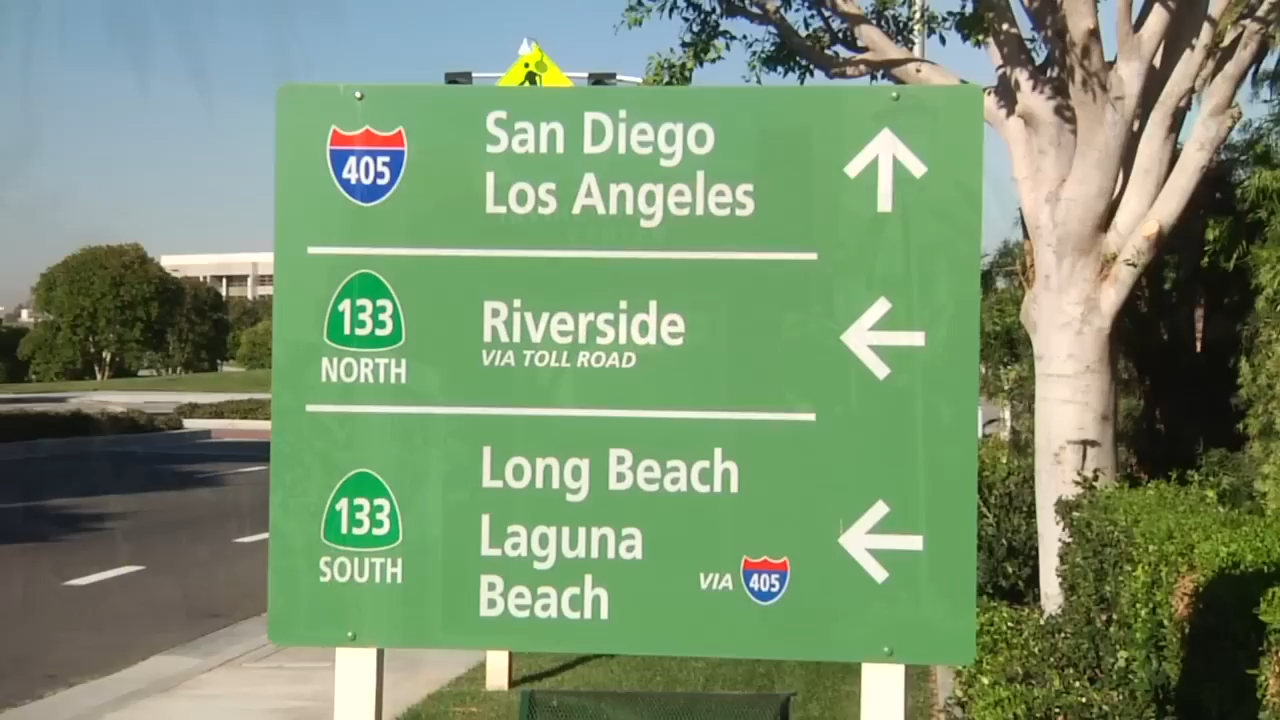 405
San Diego
Los Angeles
133
NORTH
Riverside
VIA TOLL ROAD
133
SOUTH
Long Beach
Laguna
Beach
VIA 405